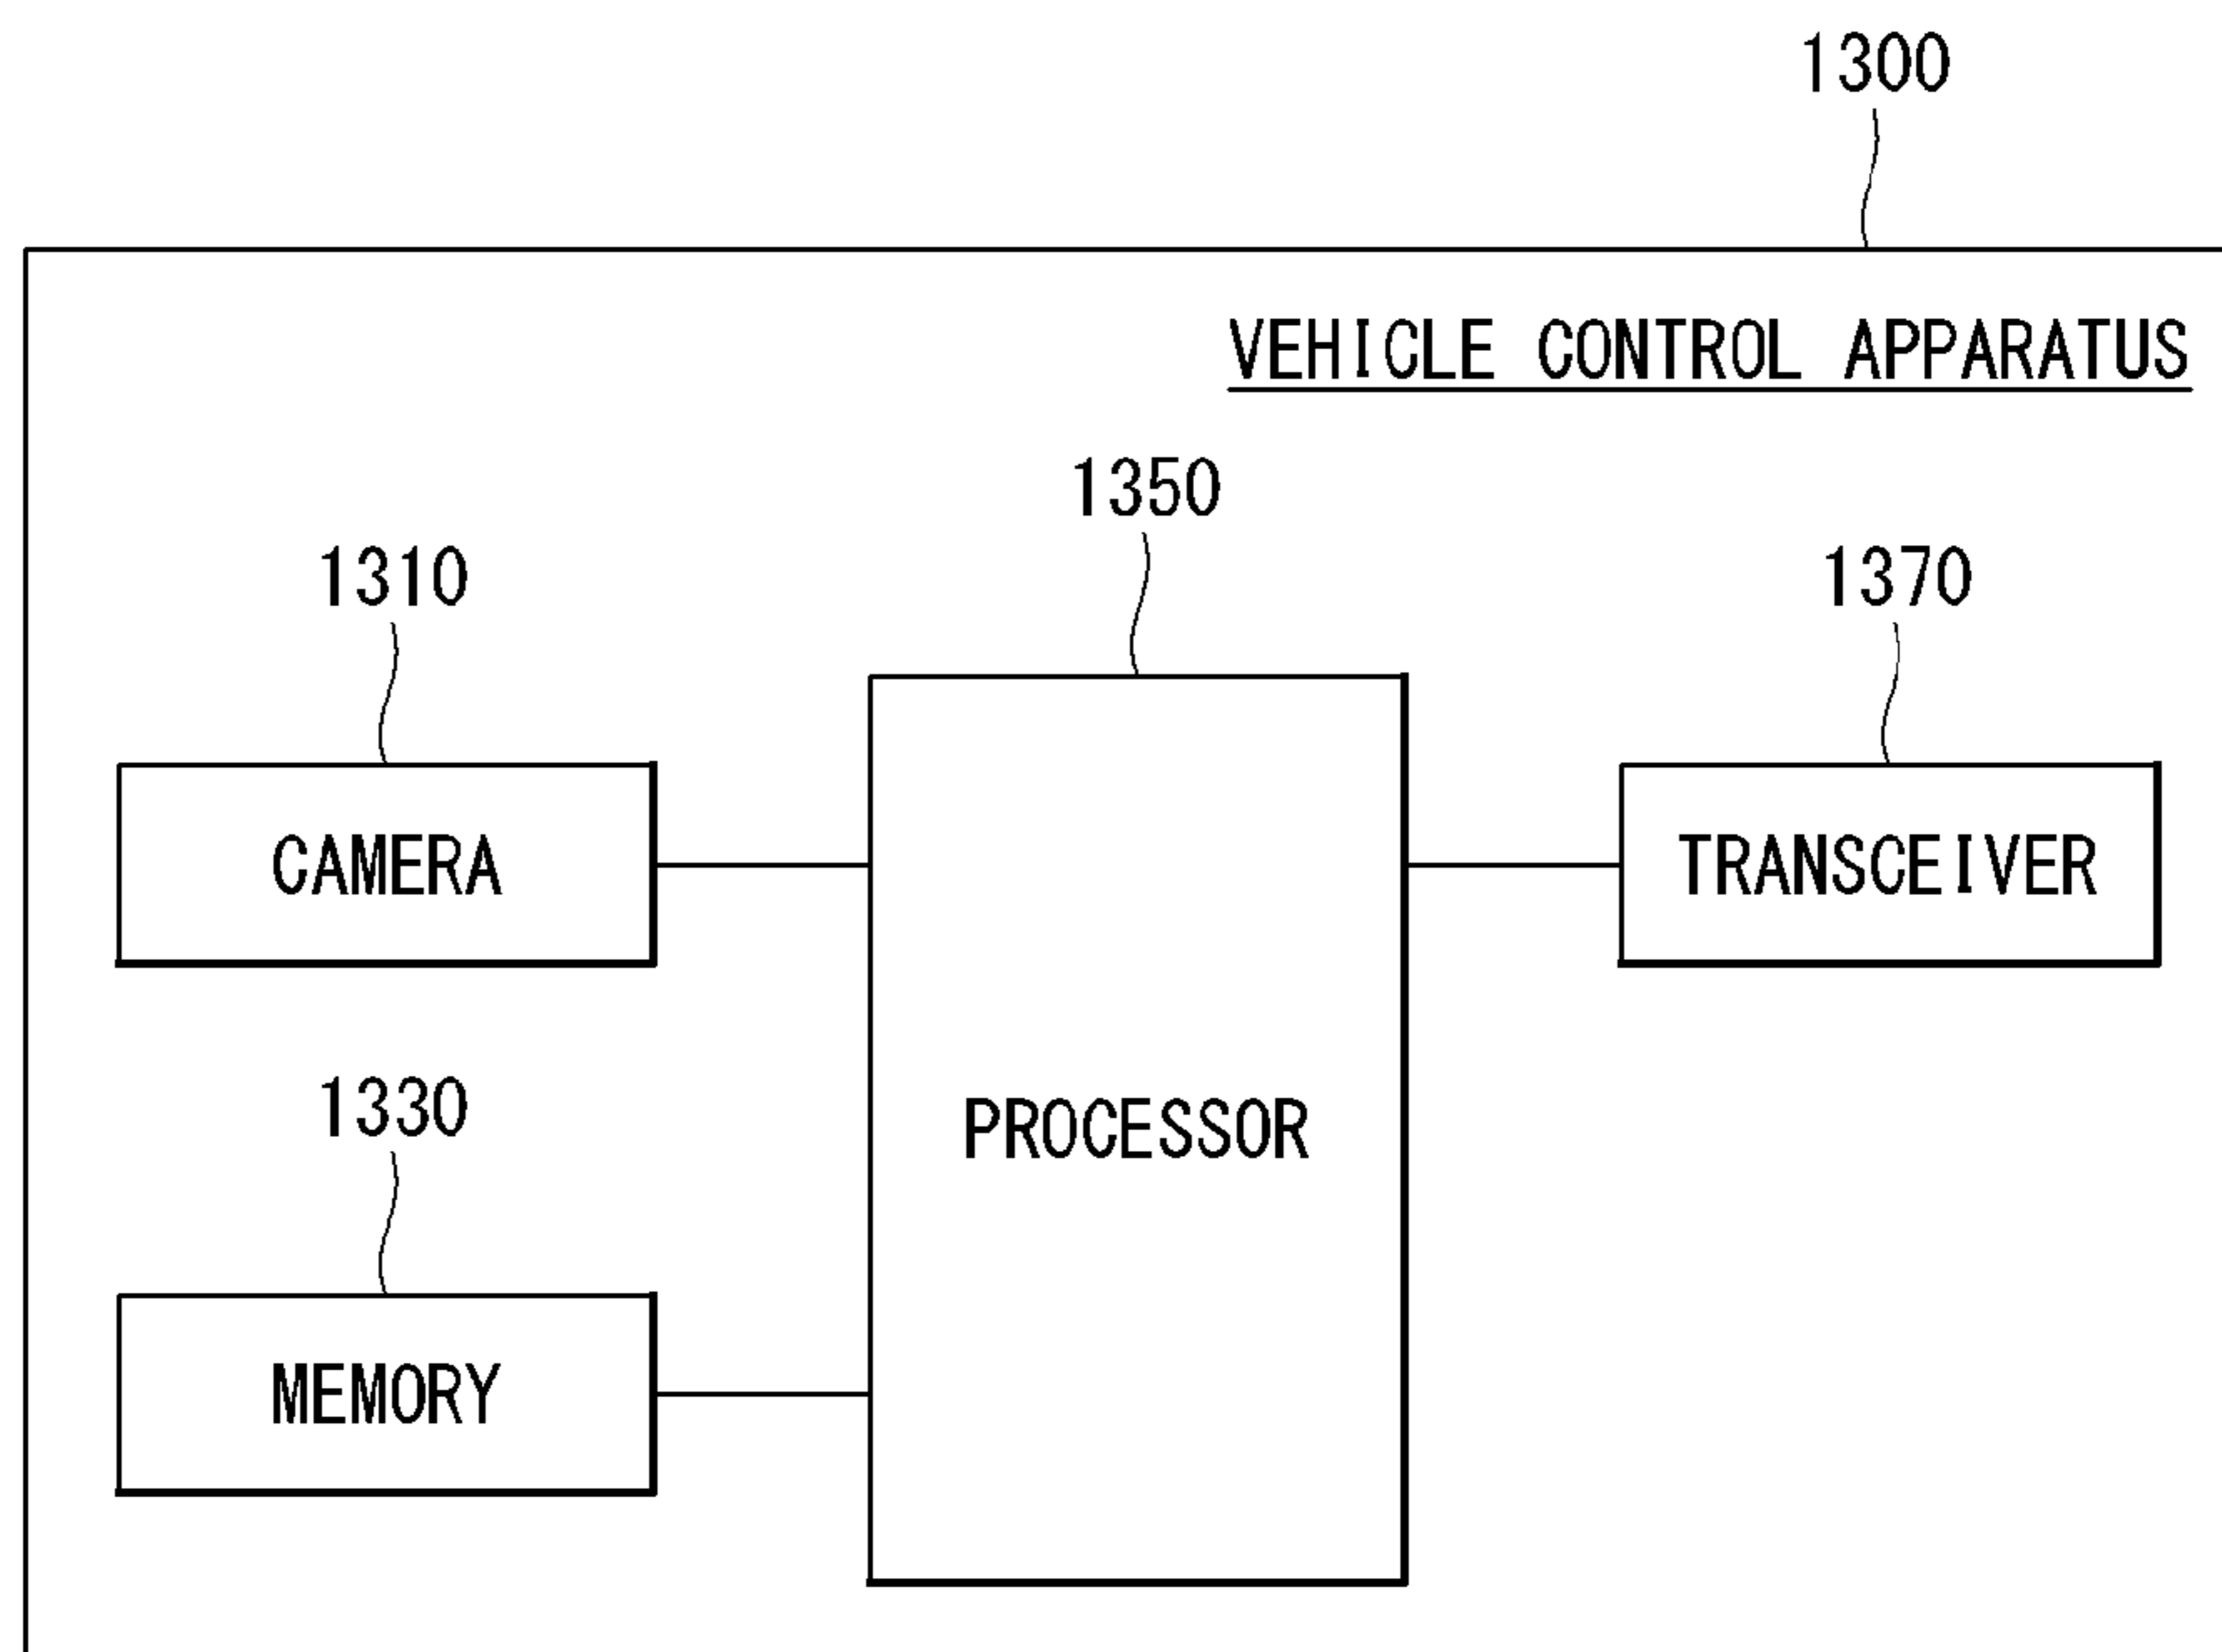 1300
VEHICLE CONTROL APPARATUS
1350
1310
1370
CAMERA
TRANSCEIVER
1330
PROCESSOR
MEMORY